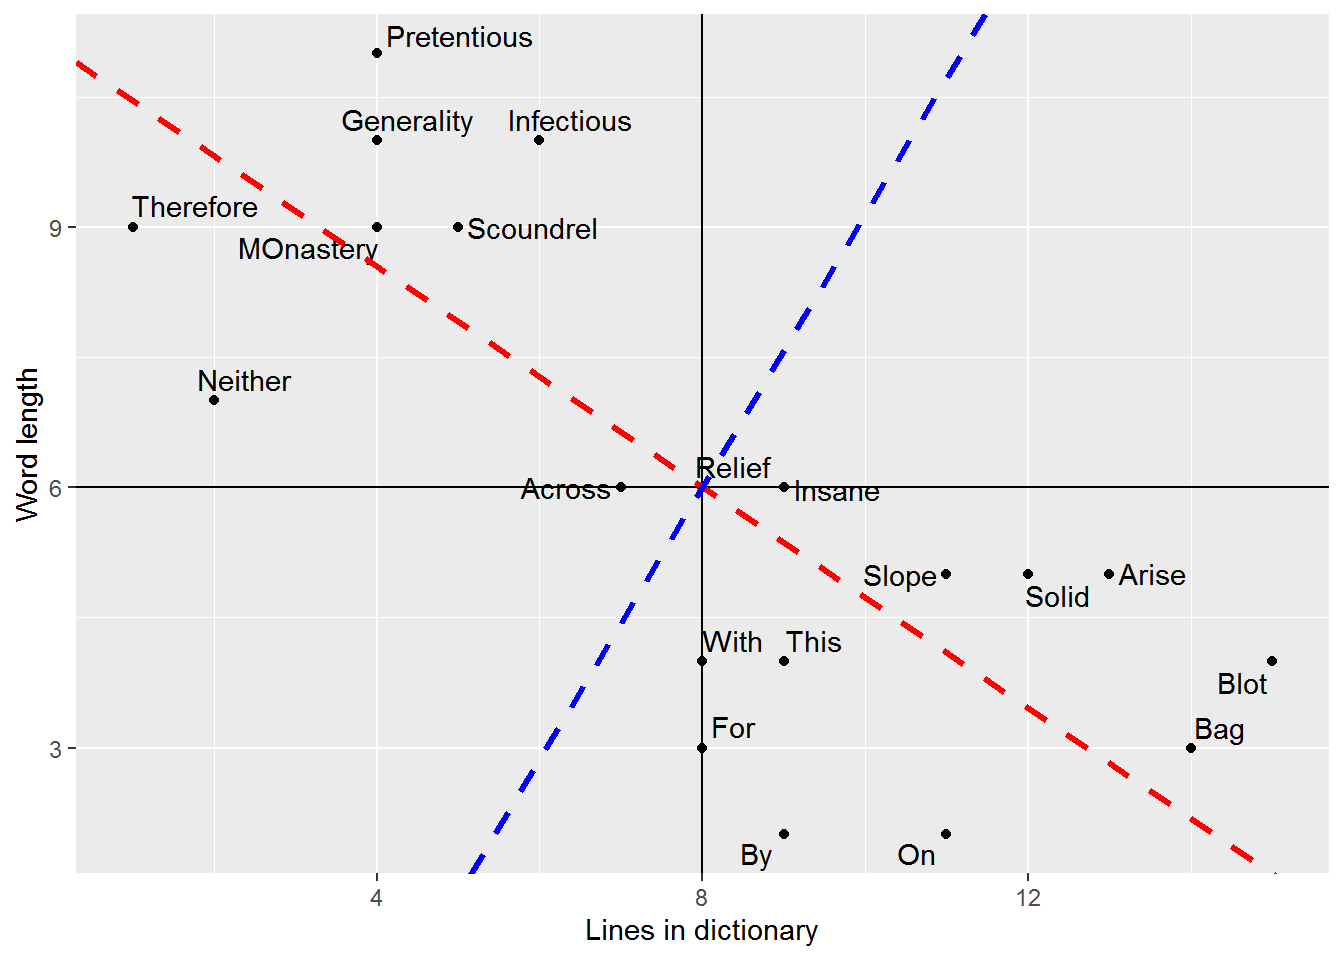 Pretentious
Generality
Infectious
Therefore
MOnastery
Scoundrel
Neither
Relief
Across
Insane
Slope
Solid
Arise
With
This
Blot
For
Bag
By
On
9
6
3
Word length
4
8
12
Lines in dictionary